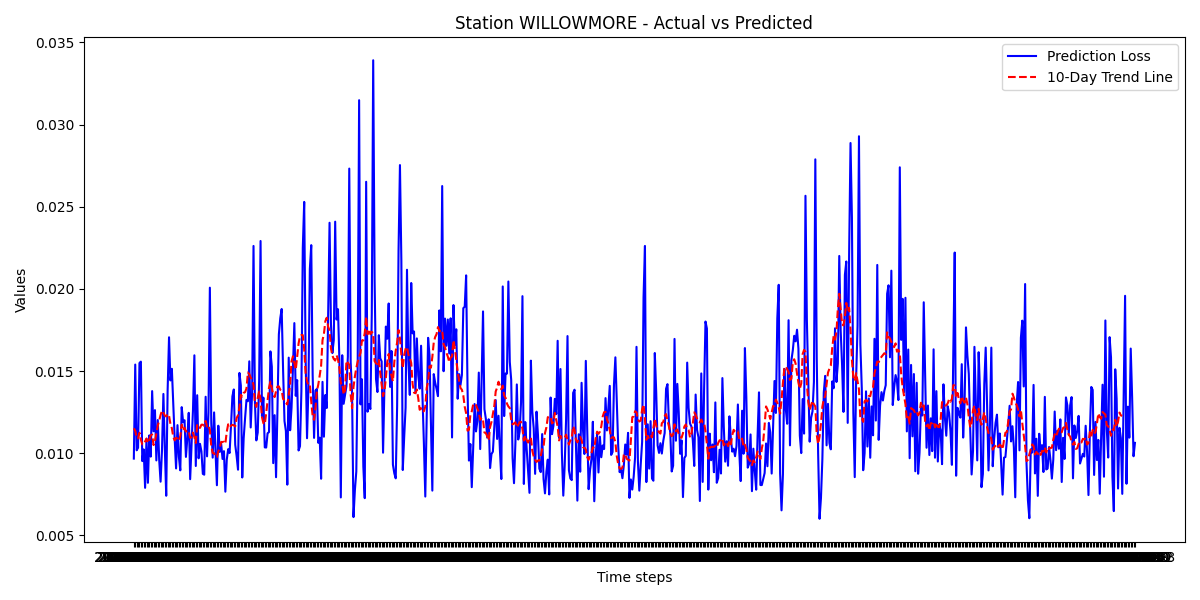 Station WILLOWMORE - Actual vs Predicted
Prediction Loss
10-Day Trend Line
Values
0.035
0.030
0.025
0.020
0.015
0.010
0.005
Time steps